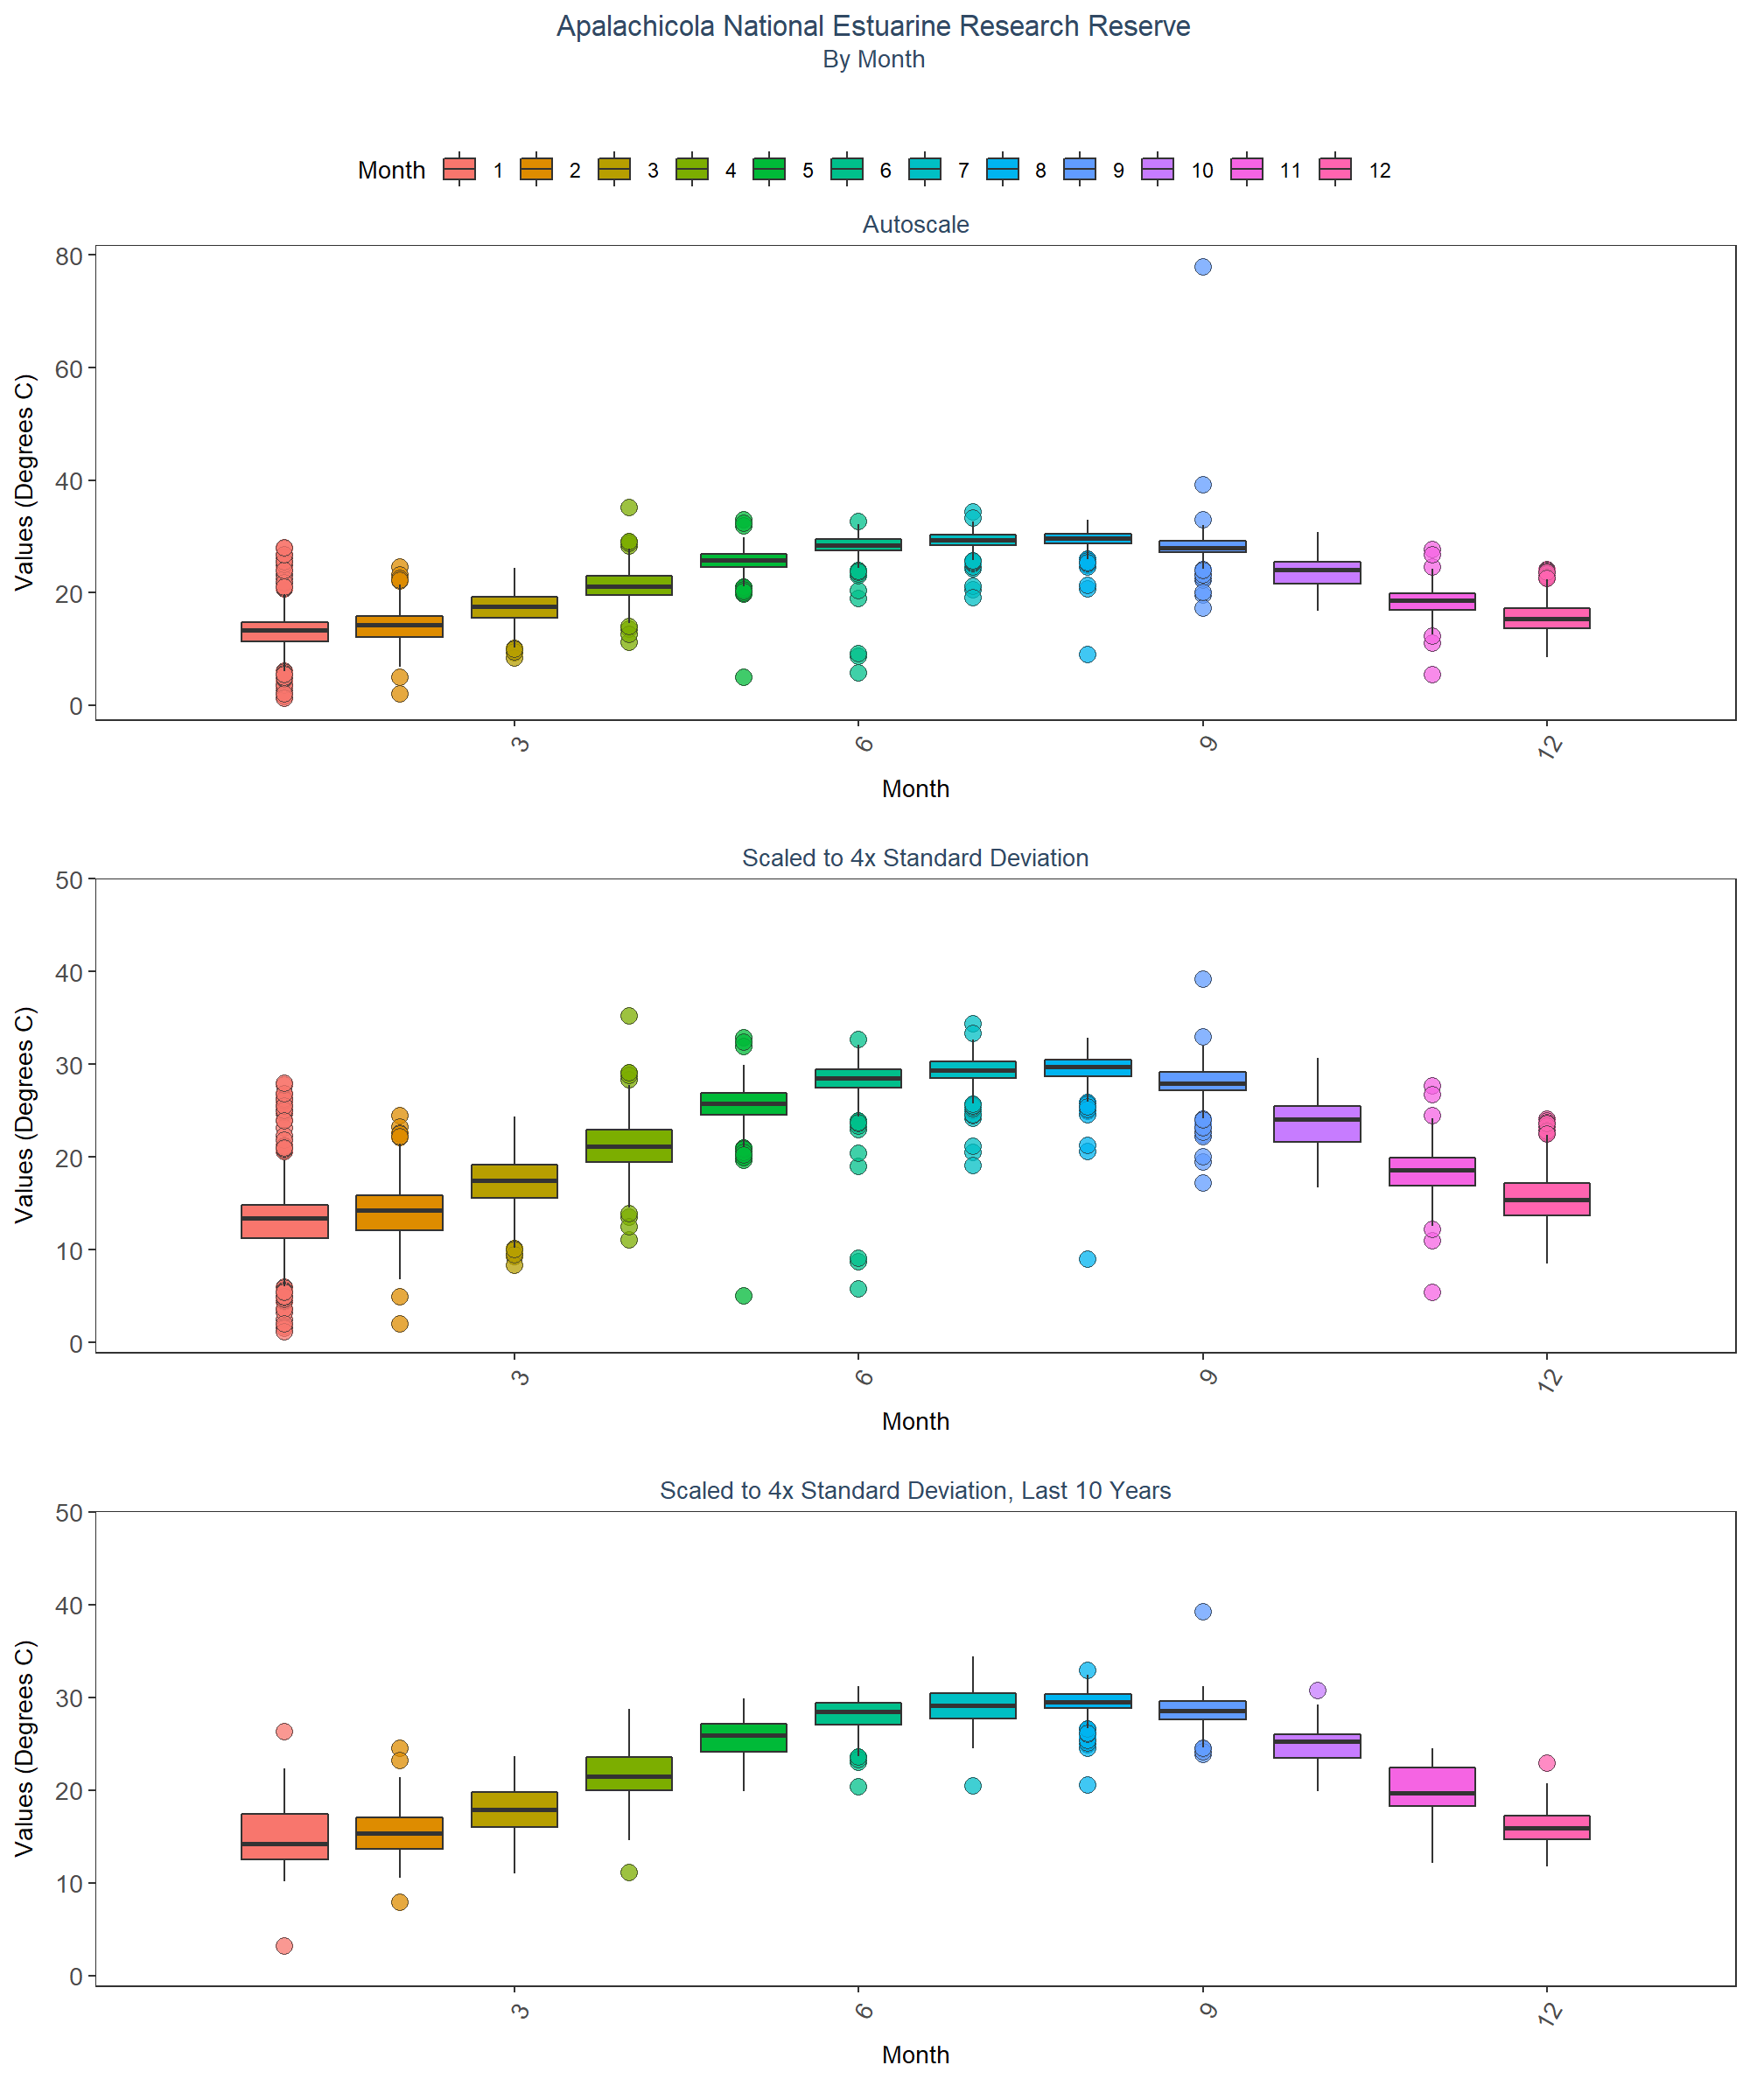 Apalachicola National Estuarine Research Reserve
By Month
Month 1 2 3 4 5 6 7 8 9 10 11 12
Autoscale
Values (Degrees C)
80
60
40
20
0
3 6 9 12
Month
Scaled to 4x Standard Deviation
Values (Degrees C)
50
40
30
20
10
0
3 6 9 12
Month
Scaled to 4x Standard Deviation, Last 10 Years
Values (Degrees C)
50
40
30
20
10
0
3 6 9 12
Month